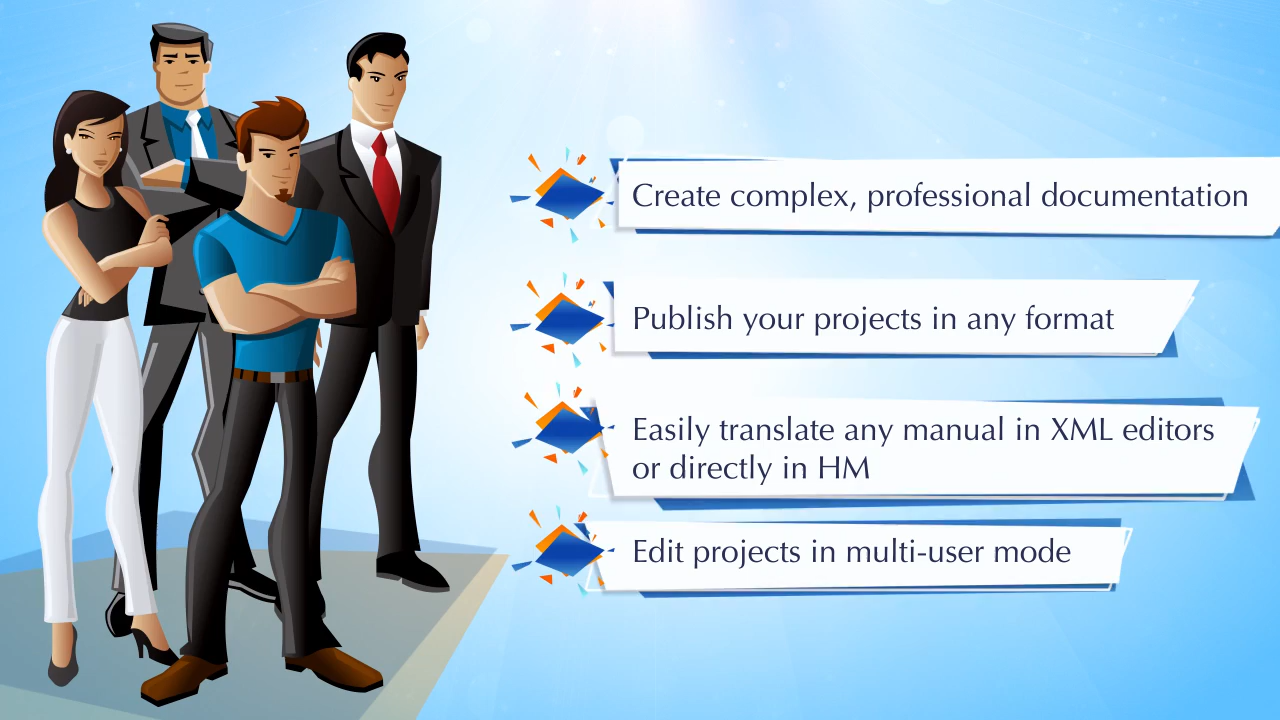 Create complex, professional documentation
Publish your projects in any format
Easily translate any manual in XML editors
or directly in HM
Edit projects in multi-user mode